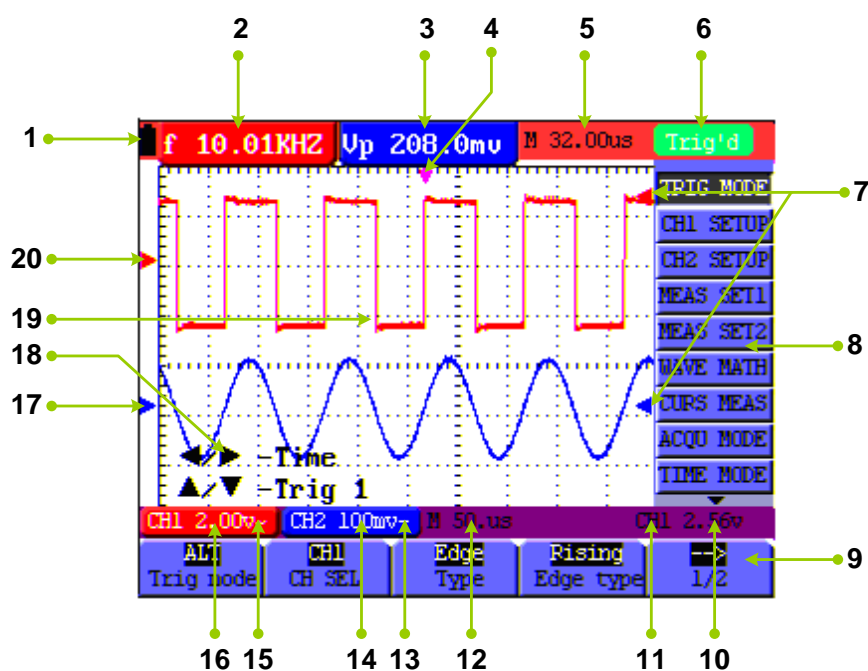 2 3 4 5 6
1
f 10.01KHZ Vp 208.0mv M 32.00us Trig'd
TRIG MODE
7
CH1 SETUP
20
CH2 SETUP
MEAS SET1
19
MEAS SET2
8
18
WAVE MATH
17
CURS MEAS
ACQU MODE
◀/▶ -Time
TIME MODE
▲/▼ -Trig 1
CH1 2.00v~ CH2 100mv⎓ M 50.us CH1 2.56v
ALT CH1 Edge Rising -->
Trig mode CH SEL Type Edge type 1/2
9
16 15 14 13 12 11 10